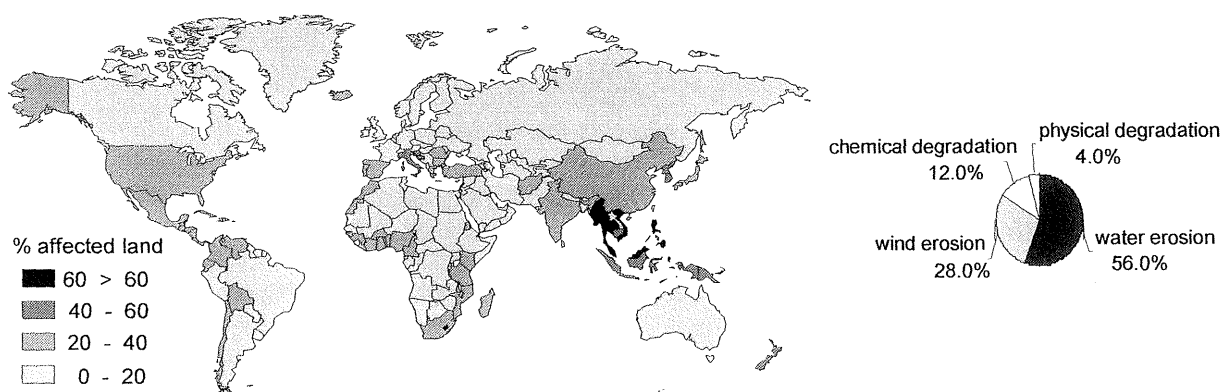 % affected land
60 > 60
40 - 60
20 - 40
0 - 20
physical degradation
4.0%
chemical degradation
12.0%
wind erosion
28.0%
water erosion
56.0%